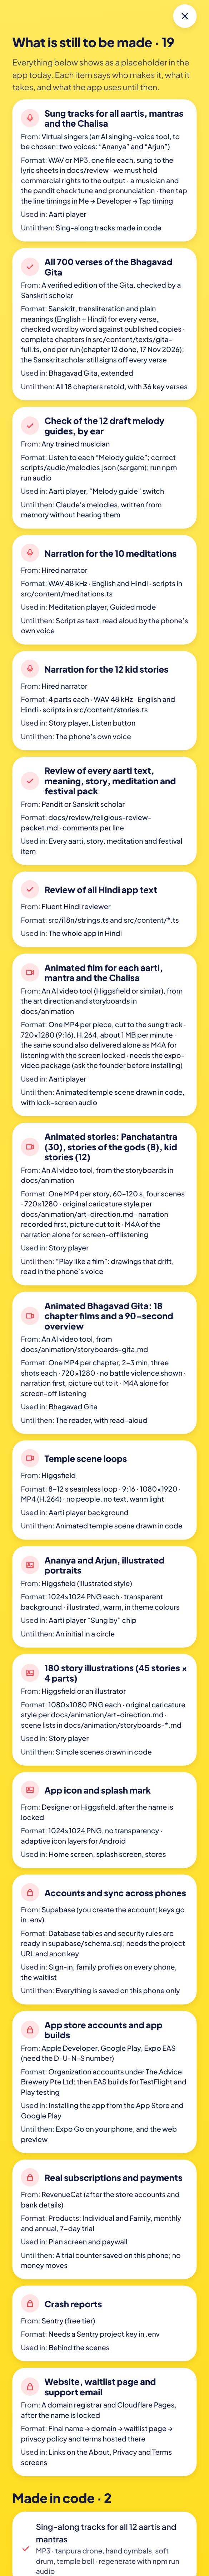 What is still to be made · 19
Everything below shows as a placeholder in the
app today. Each item says who makes it, what it
takes, and what the app uses until then.
Sung tracks for all aartis, mantras
and the Chalisa
From: Virtual singers (an AI singing-voice tool, to
be chosen; two voices: “Ananya” and “Arjun”)
Format: WAV or MP3, one file each, sung to the
lyric sheets in docs/review · we must hold
commercial rights to the output · a musician and
the pandit check tune and pronunciation · then tap
the line timings in Me → Developer → Tap timing
Used in: Aarti player
Until then: Sing-along tracks made in code
All 700 verses of the Bhagavad
Gita
From: A verified edition of the Gita, checked by a
Sanskrit scholar
Format: Sanskrit, transliteration and plain
meanings (English + Hindi) for every verse,
checked word by word against published copies ·
complete chapters in src/content/texts/gita-
full.ts, one per run (chapter 12 done, 17 Nov 2026);
the Sanskrit scholar still signs off every verse
Used in: Bhagavad Gita, extended
Until then: All 18 chapters retold, with 36 key verses
Check of the 12 draft melody
guides, by ear
From: Any trained musician
Format: Listen to each “Melody guide”; correct
scripts/audio/melodies.json (sargam); run npm
run audio
Used in: Aarti player, “Melody guide” switch
Until then: Claude's melodies, written from
memory without hearing them
Narration for the 10 meditations
From: Hired narrator
Format: WAV 48 kHz · English and Hindi · scripts in
src/content/meditations.ts
Used in: Meditation player, Guided mode
Until then: Script as text, read aloud by the phone's
own voice
Narration for the 12 kid stories
From: Hired narrator
Format: 4 parts each · WAV 48 kHz · English and
Hindi · scripts in src/content/stories.ts
Used in: Story player, Listen button
Until then: The phone's own voice
Review of every aarti text,
meaning, story, meditation and
festival pack
From: Pandit or Sanskrit scholar
Format: docs/review/religious-review-
packet.md · comments per line
Used in: Every aarti, story, meditation and festival
item
Review of all Hindi app text
From: Fluent Hindi reviewer
Format: src/i18n/strings.ts and src/content/*.ts
Used in: The whole app in Hindi
Animated film for each aarti,
mantra and the Chalisa
From: An AI video tool (Higgsfield or similar), from
the art direction and storyboards in
docs/animation
Format: One MP4 per piece, cut to the sung track ·
720×1280 (9:16), H.264, about 1 MB per minute ·
the same sound also delivered alone as M4A for
listening with the screen locked · needs the expo-
video package (ask the founder before installing)
Used in: Aarti player
Until then: Animated temple scene drawn in code,
with lock-screen audio
Animated stories: Panchatantra
(30), stories of the gods (8), kid
stories (12)
From: An AI video tool, from the storyboards in
docs/animation
Format: One MP4 per story, 60–120 s, four scenes
· 720×1280 · original caricature style per
docs/animation/art-direction.md · narration
recorded first, picture cut to it · M4A of the
narration alone for screen-off listening
Used in: Story player
Until then: “Play like a film”: drawings that drift,
read in the phone's voice
Animated Bhagavad Gita: 18
chapter films and a 90-second
overview
From: An AI video tool, from
docs/animation/storyboards-gita.md
Format: One MP4 per chapter, 2–3 min, three
shots each · 720×1280 · no battle violence shown ·
narration first, picture cut to it · M4A alone for
screen-off listening
Used in: Bhagavad Gita
Until then: The reader, with read-aloud
Temple scene loops
From: Higgsfield
Format: 8–12 s seamless loop · 9:16 · 1080×1920 ·
MP4 (H.264) · no people, no text, warm light
Used in: Aarti player background
Until then: Animated temple scene drawn in code
Ananya and Arjun, illustrated
portraits
From: Higgsfield (illustrated style)
Format: 1024×1024 PNG each · transparent
background · illustrated, warm, in theme colours
Used in: Aarti player “Sung by” chip
Until then: An initial in a circle
180 story illustrations (45 stories ×
4 parts)
From: Higgsfield or an illustrator
Format: 1080×1080 PNG each · original caricature
style per docs/animation/art-direction.md ·
scene lists in docs/animation/storyboards-*.md
Used in: Story player
Until then: Simple scenes drawn in code
App icon and splash mark
From: Designer or Higgsfield, after the name is
locked
Format: 1024×1024 PNG, no transparency ·
adaptive icon layers for Android
Used in: Home screen, splash screen, stores
Accounts and sync across phones
From: Supabase (you create the account; keys go
in .env)
Format: Database tables and security rules are
ready in supabase/schema.sql; needs the project
URL and anon key
Used in: Sign-in, family profiles on every phone,
the waitlist
Until then: Everything is saved on this phone only
App store accounts and app
builds
From: Apple Developer, Google Play, Expo EAS
(need the D-U-N-S number)
Format: Organization accounts under The Advice
Brewery Pte Ltd; then EAS builds for TestFlight and
Play testing
Used in: Installing the app from the App Store and
Google Play
Until then: Expo Go on your phone, and the web
preview
Real subscriptions and payments
From: RevenueCat (after the store accounts and
bank details)
Format: Products: Individual and Family, monthly
and annual, 7-day trial
Used in: Plan screen and paywall
Until then: A trial counter saved on this phone; no
money moves
Crash reports
From: Sentry (free tier)
Format: Needs a Sentry project key in .env
Used in: Behind the scenes
Website, waitlist page and
support email
From: A domain registrar and Cloudflare Pages,
after the name is locked
Format: Final name → domain → waitlist page →
privacy policy and terms hosted there
Used in: Links on the About, Privacy and Terms
screens
Made in code · 2
Sing-along tracks for all 12 aartis and
mantras
MP3 · tanpura drone, hand cymbals, soft
drum, temple bell · regenerate with npm run
audio